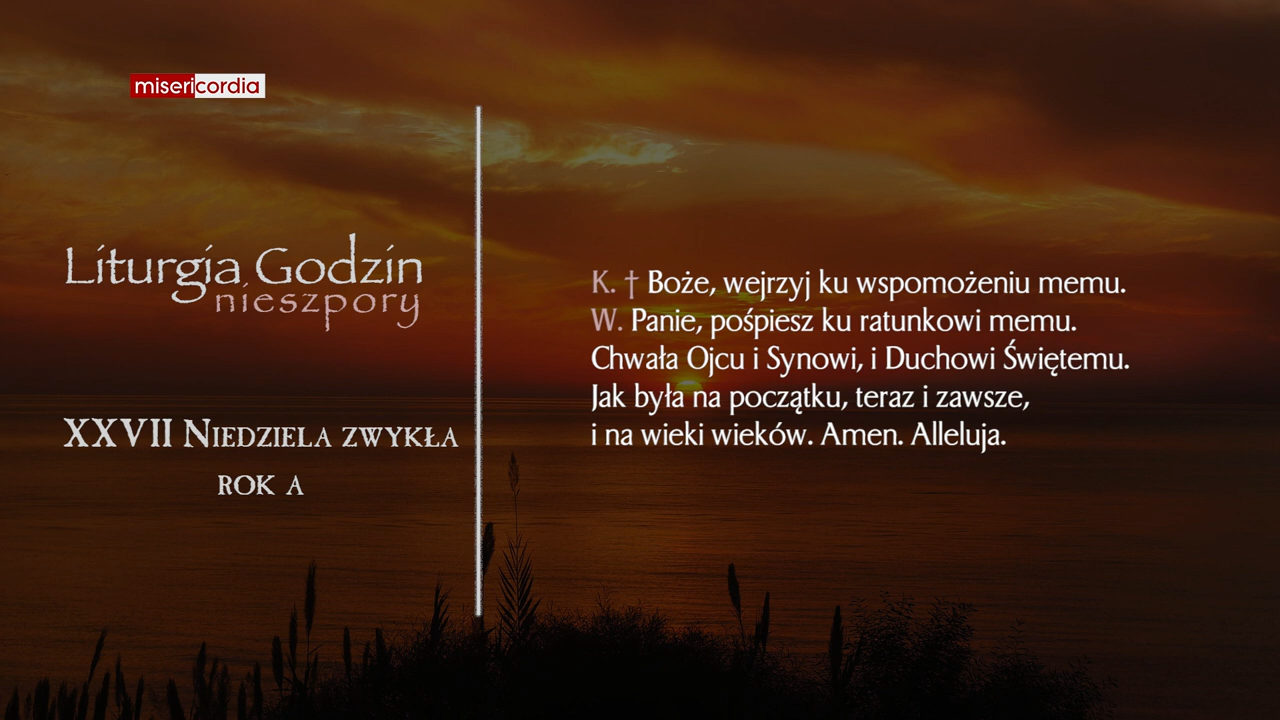 misericordia
Liturgia Godzin
nieszpory
XXVII Niedziela zwykła
rok A
K. † Boże, wejrzyj ku wspomożeniu memu.
W. Panie, pośpiesz ku ratunkowi memu.
Chwała Ojcu i Synowi, i Duchowi Świętemu.
Jak była na początku, teraz i zawsze,
i na wieki wieków. Amen. Alleluja.